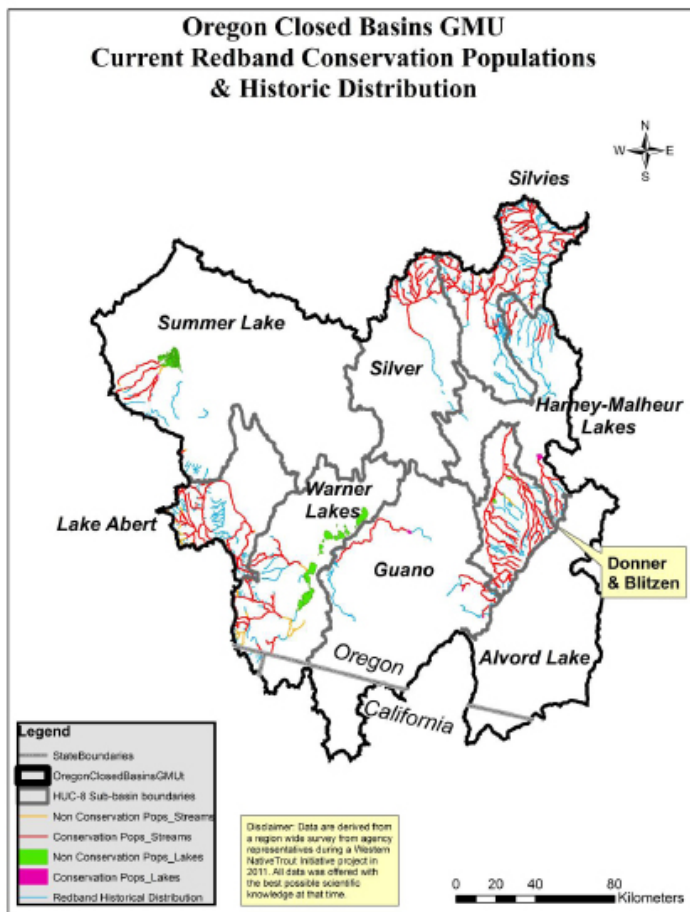 Oregon Closed Basins GMU
Current Redband Conservation Populations
& Historic Distribution
N
W E
S
Silvies
Summer Lake
Silver
Harney-Malheur
Lakes
Warner
Lakes
Lake Abert
Guano
Donner
& Blitzen
Alvord Lake
Oregon
California
Legend
StateBoundaries
OregonClosedBasinsGMUt
HUC-8 Sub-basin boundaries
Non Conservation Pops_Streams
Conservation Pops_Streams
Non Conservation Pops_Lakes
Conservation Pops_Lakes
Redband Historical Distribution
Disclaimer: Data are derived from
a region wide survey from agency
representatives during a Western
NativeTrout Initiative project in
2011. All data was offered with
the best possible scientific
knowledge at that time.
0 20 40 80
Kilometers